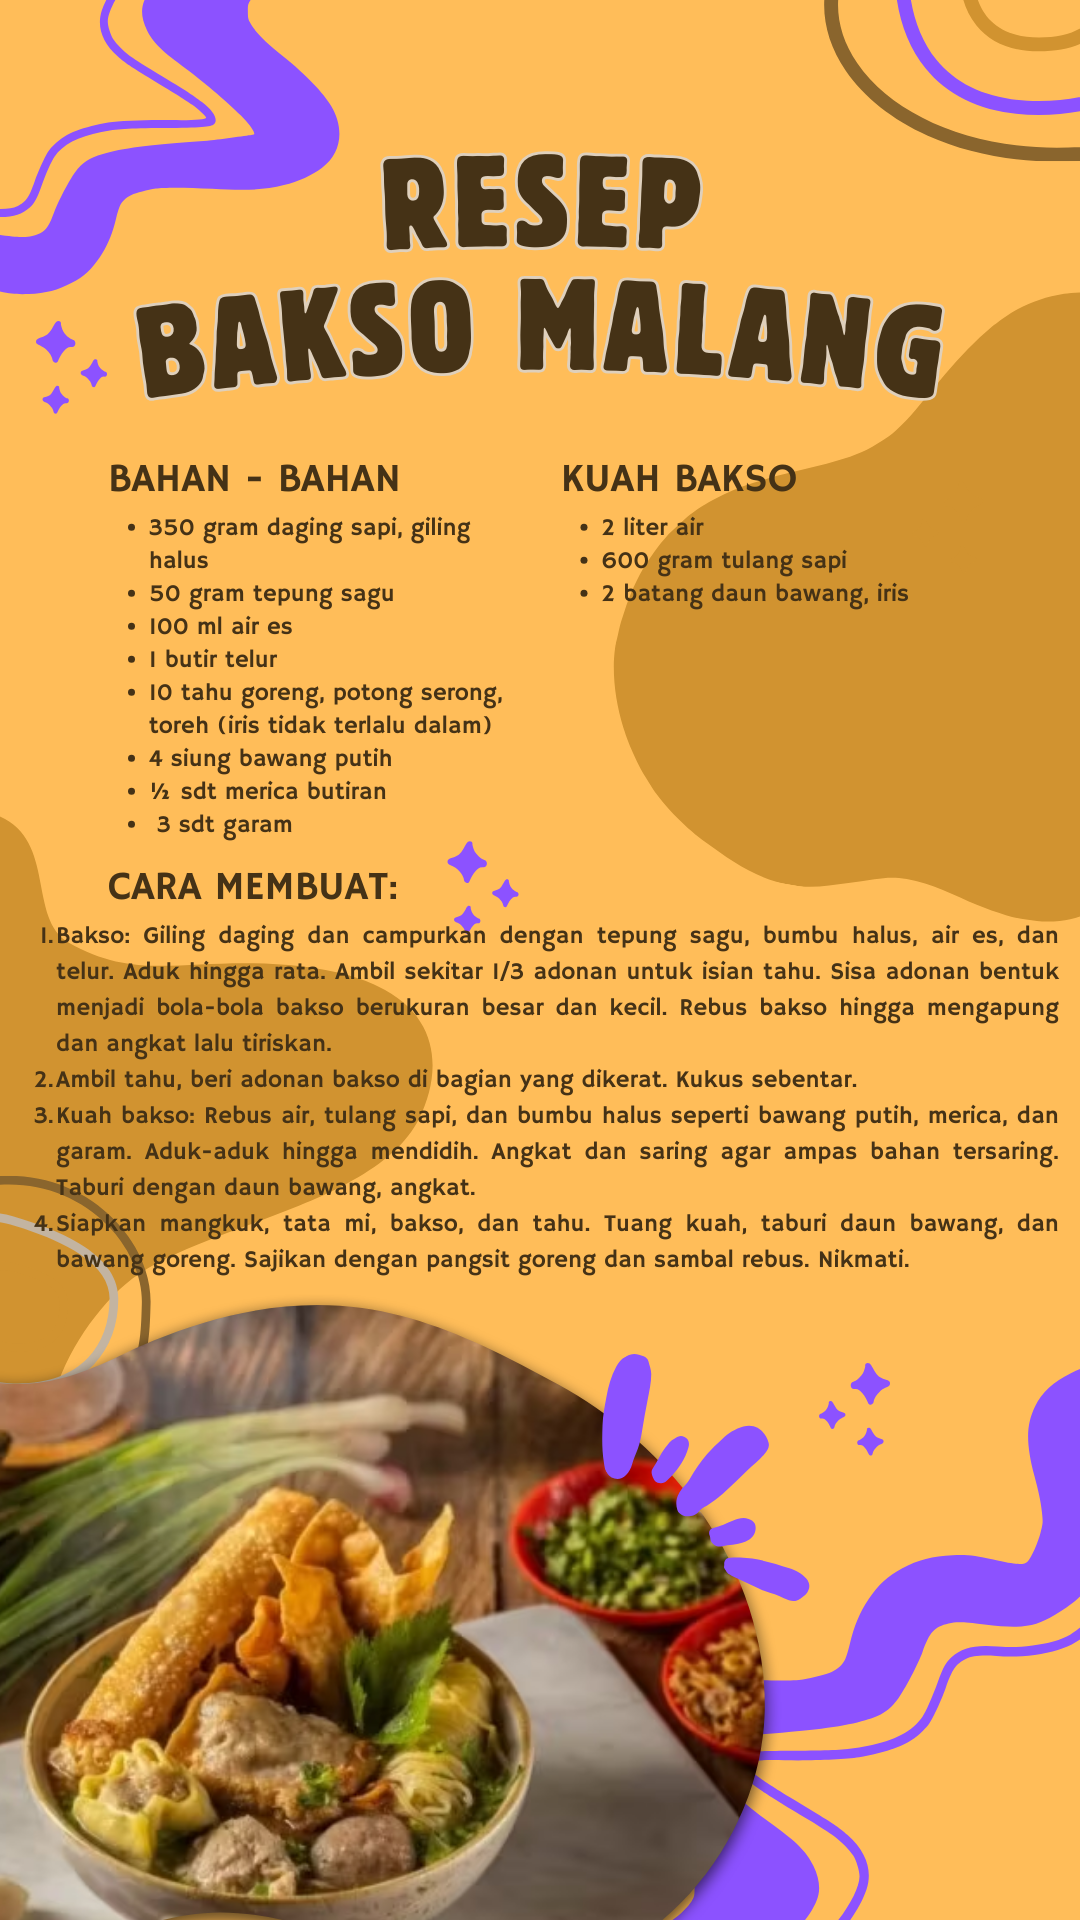 RESEP
BAKSO MALANG
BAHAN - BAHAN
• 350 gram daging sapi, giling
halus
• 50 gram tepung sagu
• 100 ml air es
• 1 butir telur
• 10 tahu goreng, potong serong,
toreh (iris tidak terlalu dalam)
• 4 siung bawang putih
• ½ sdt merica butiran
• 3 sdt garam
KUAH BAKSO
• 2 liter air
• 600 gram tulang sapi
• 2 batang daun bawang, iris
CARA MEMBUAT:
1. Bakso: Giling daging dan campurkan dengan tepung sagu, bumbu halus, air es, dan
telur. Aduk hingga rata. Ambil sekitar 1/3 adonan untuk isian tahu. Sisa adonan bentuk
menjadi bola-bola bakso berukuran besar dan kecil. Rebus bakso hingga mengapung
dan angkat lalu tiriskan.
2. Ambil tahu, beri adonan bakso di bagian yang dikerat. Kukus sebentar.
3. Kuah bakso: Rebus air, tulang sapi, dan bumbu halus seperti bawang putih, merica, dan
garam. Aduk-aduk hingga mendidih. Angkat dan saring agar ampas bahan tersaring.
Taburi dengan daun bawang, angkat.
4. Siapkan mangkuk, tata mi, bakso, dan tahu. Tuang kuah, taburi daun bawang, dan
bawang goreng. Sajikan dengan pangsit goreng dan sambal rebus. Nikmati.